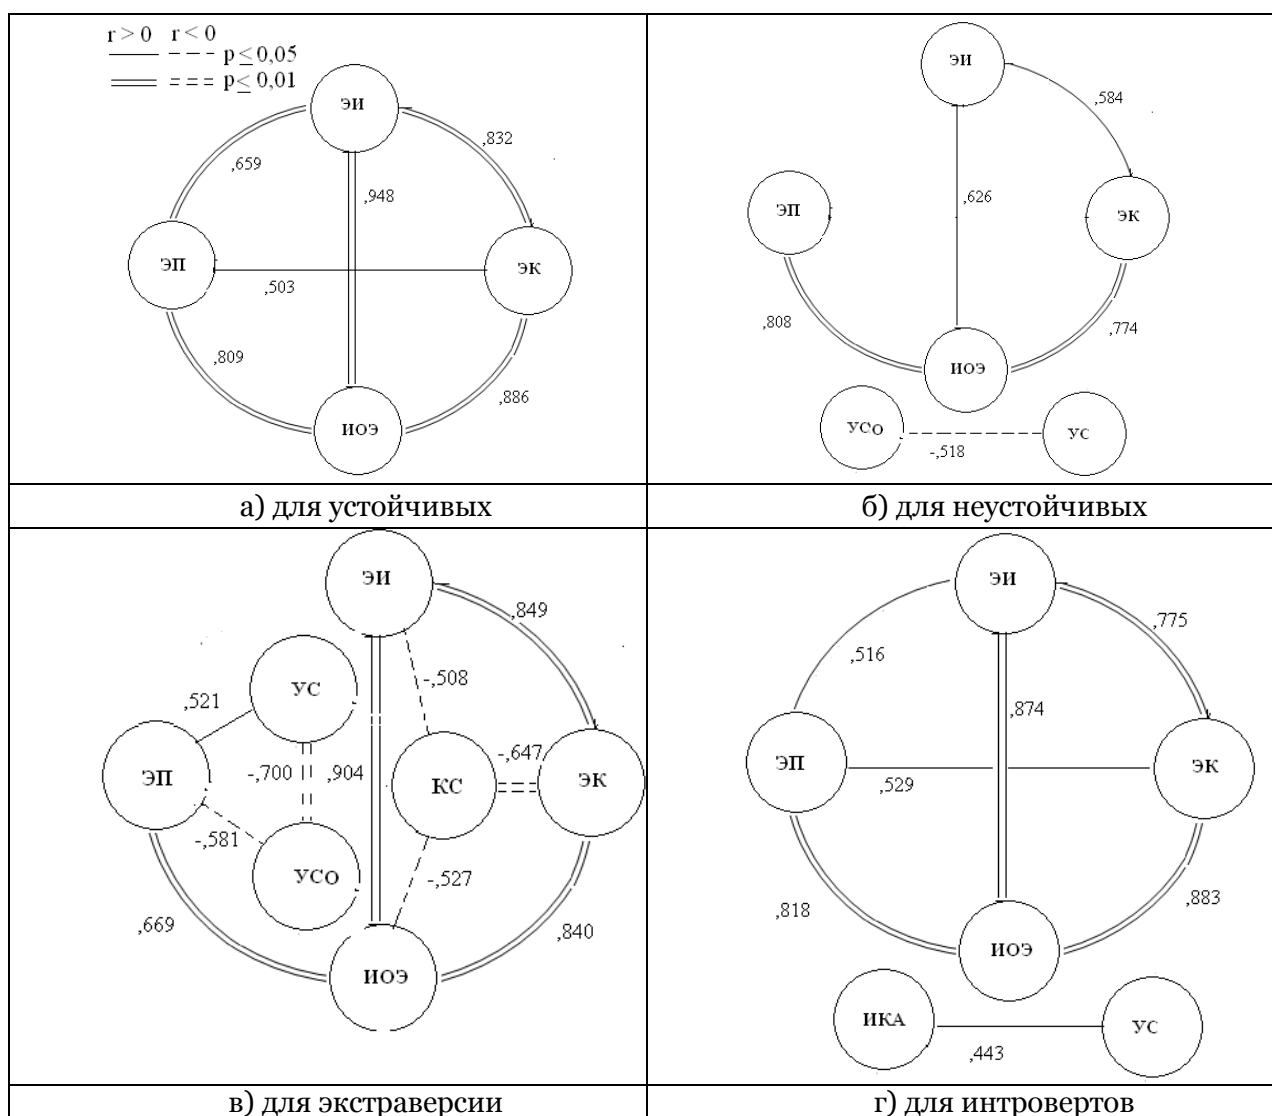 r > 0 r < 0
p ≤ 0,05
p ≤ 0,01
ЭИ
,832
,659
,948
ЭП
ЭК
,503
,809
,886
ИОЭ
а) для устойчивых
ЭИ
,584
,626
ЭП
ЭК
,808
,774
ИОЭ
УСО
УС
-,518
б) для неустойчивых
ЭИ
,849
-,508
УС
,521
-,700
,904
-,647
ЭП
КС
ЭК
-,581
УСО
-,527
,669
,840
ИОЭ
в) для экстраверсии
ЭИ
,775
,516
,874
ЭП
ЭК
,529
,818
,883
ИОЭ
ИКА
УС
,443
г) для интровертов